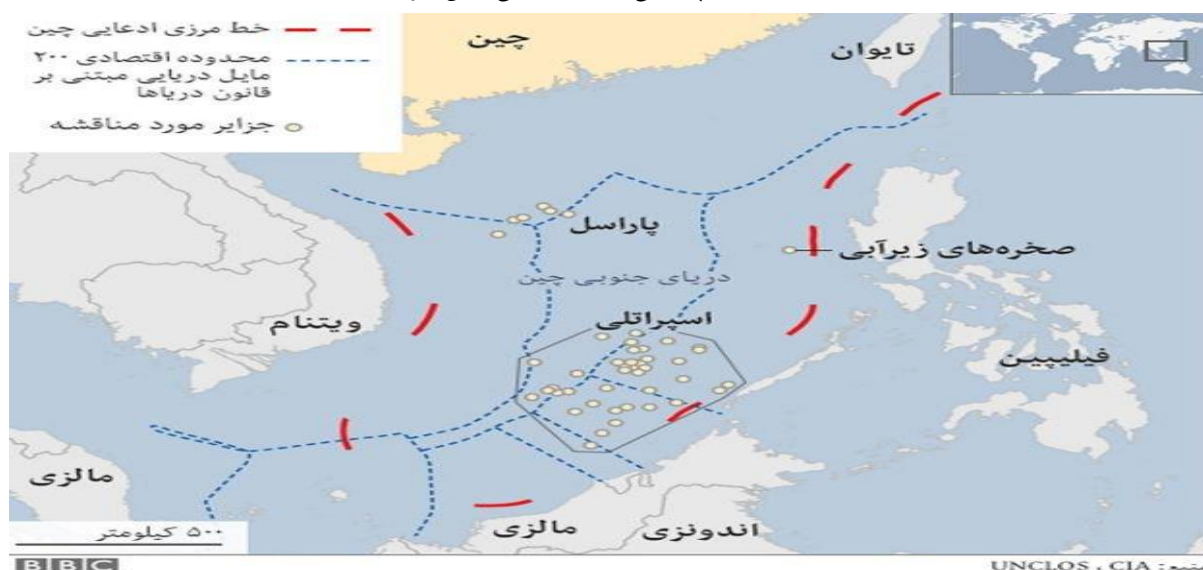 خط مرزی ادعایی چین
محدوده اقتصادی ۲۰۰
مایل دریایی مبتنی بر
قانون دریاها
جزایر مورد مناقشه
چین
تایوان
پاراسل
صخره‌های زیرآبی
دریای جنوبی چین
اسپراتلی
ویتنام
فیلیپین
مالزی
مالزی
اندونزی
۵۰۰ کیلومتر
BBC
منبع: UNCLOS ، CIA